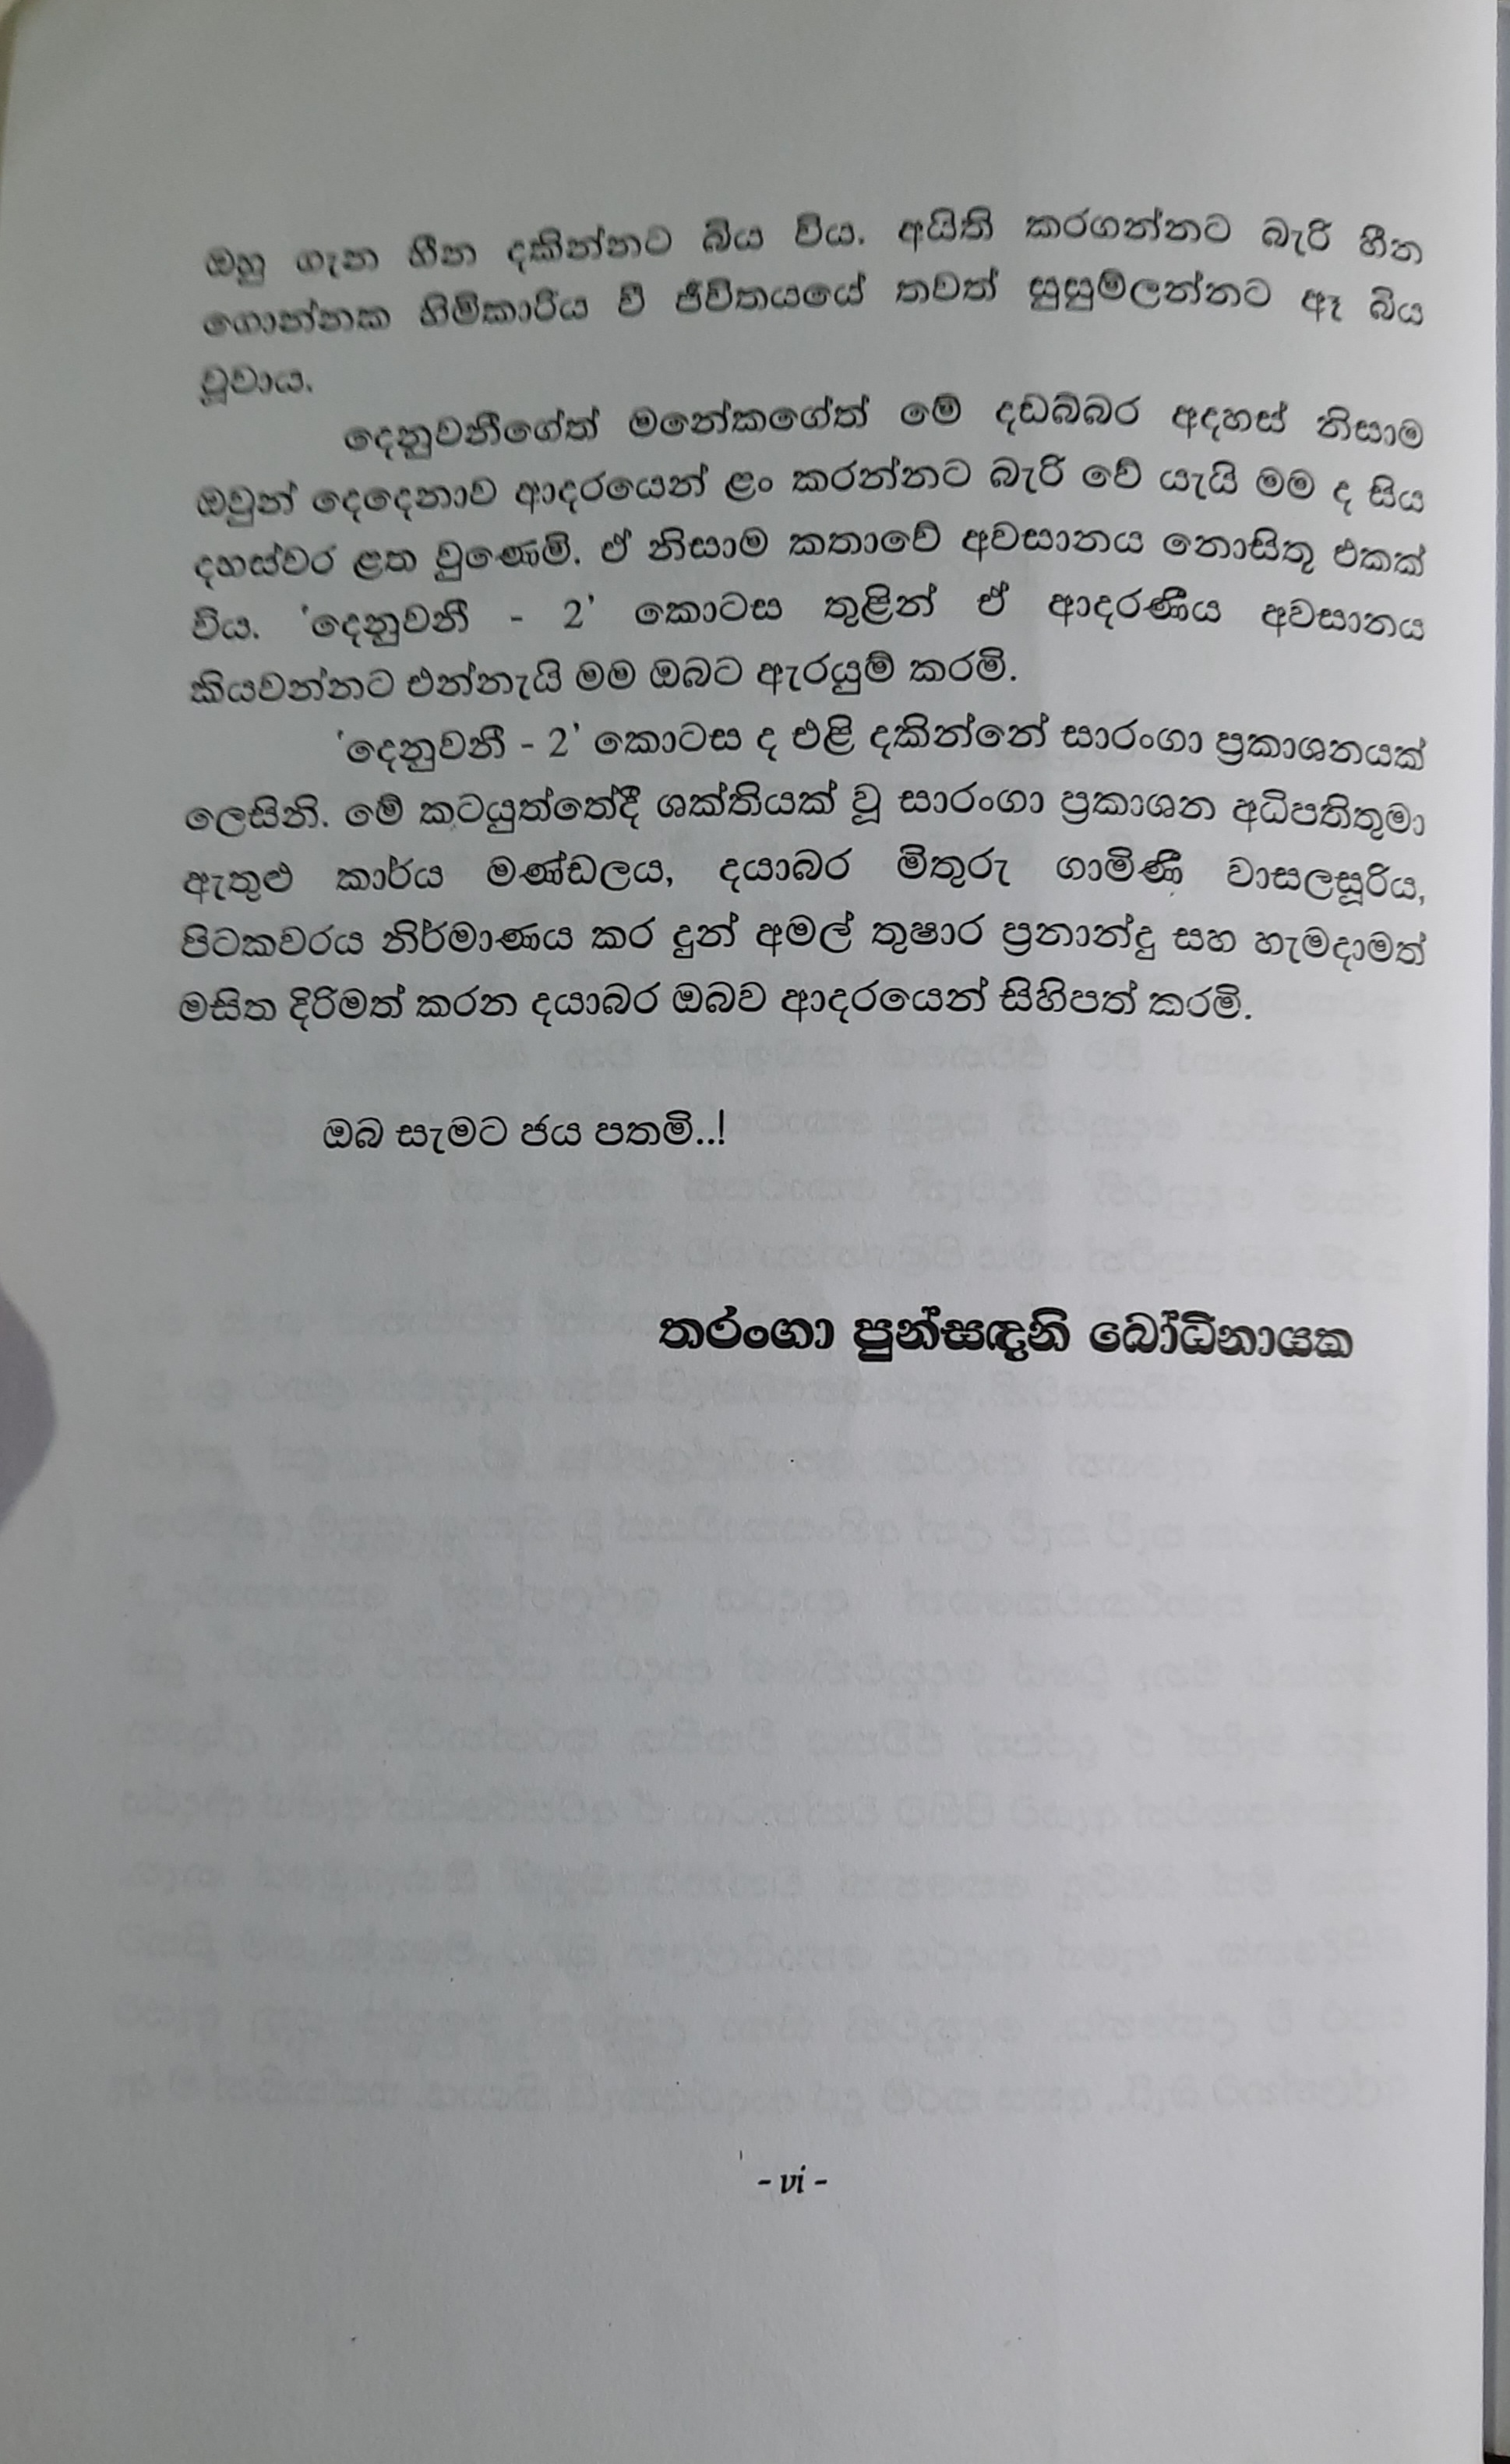 ඔහු ගැන හීන දකින්නට බිය විය. අයිති කරගන්නට බැරි හීන
ගොන්නක හිමිකාරිය වී ජීවිතයයේ තවත් සුසුම්ලන්නට ඈ බිය
වූවාය.
දෙනුවනීගේත් මනේකගේත් මේ දඩබ්බර අදහස් නිසාම
ඔවුන් දෙදෙනාව ආදරයෙන් ළං කරන්නට බැරි වේ යැයි මම ද සිය
දහස්වර ළත වුණෙමි. ඒ නිසාම කතාවේ අවසානය නොසිතූ එකක්
විය. 'දෙනුවනී - 2' කොටස තුළින් ඒ ආදරණීය අවසානය
කියවන්නට එන්නැයි මම ඔබට ඇරයුම් කරමි.
'දෙනුවනී - 2' කොටස ද එළි දකින්නේ සාරංගා ප්‍රකාශනයක්
ලෙසිනි. මේ කටයුත්තේදී ශක්තියක් වූ සාරංගා ප්‍රකාශන අධිපතිතුමා
ඇතුළු කාර්ය මණ්ඩලය, දයාබර මිතුරු ගාමිණී වාසලසූරිය,
පිටකවරය නිර්මාණය කර දුන් අමල් තුෂාර ප්‍රනාන්දු සහ හැමදාමත්
මසිත දිරිමත් කරන දයාබර ඔබව ආදරයෙන් සිහිපත් කරමි.
ඔබ සැමට ජය පතමි..!
තරංගා පුන්සඳනි බෝධිනායක
- vi -